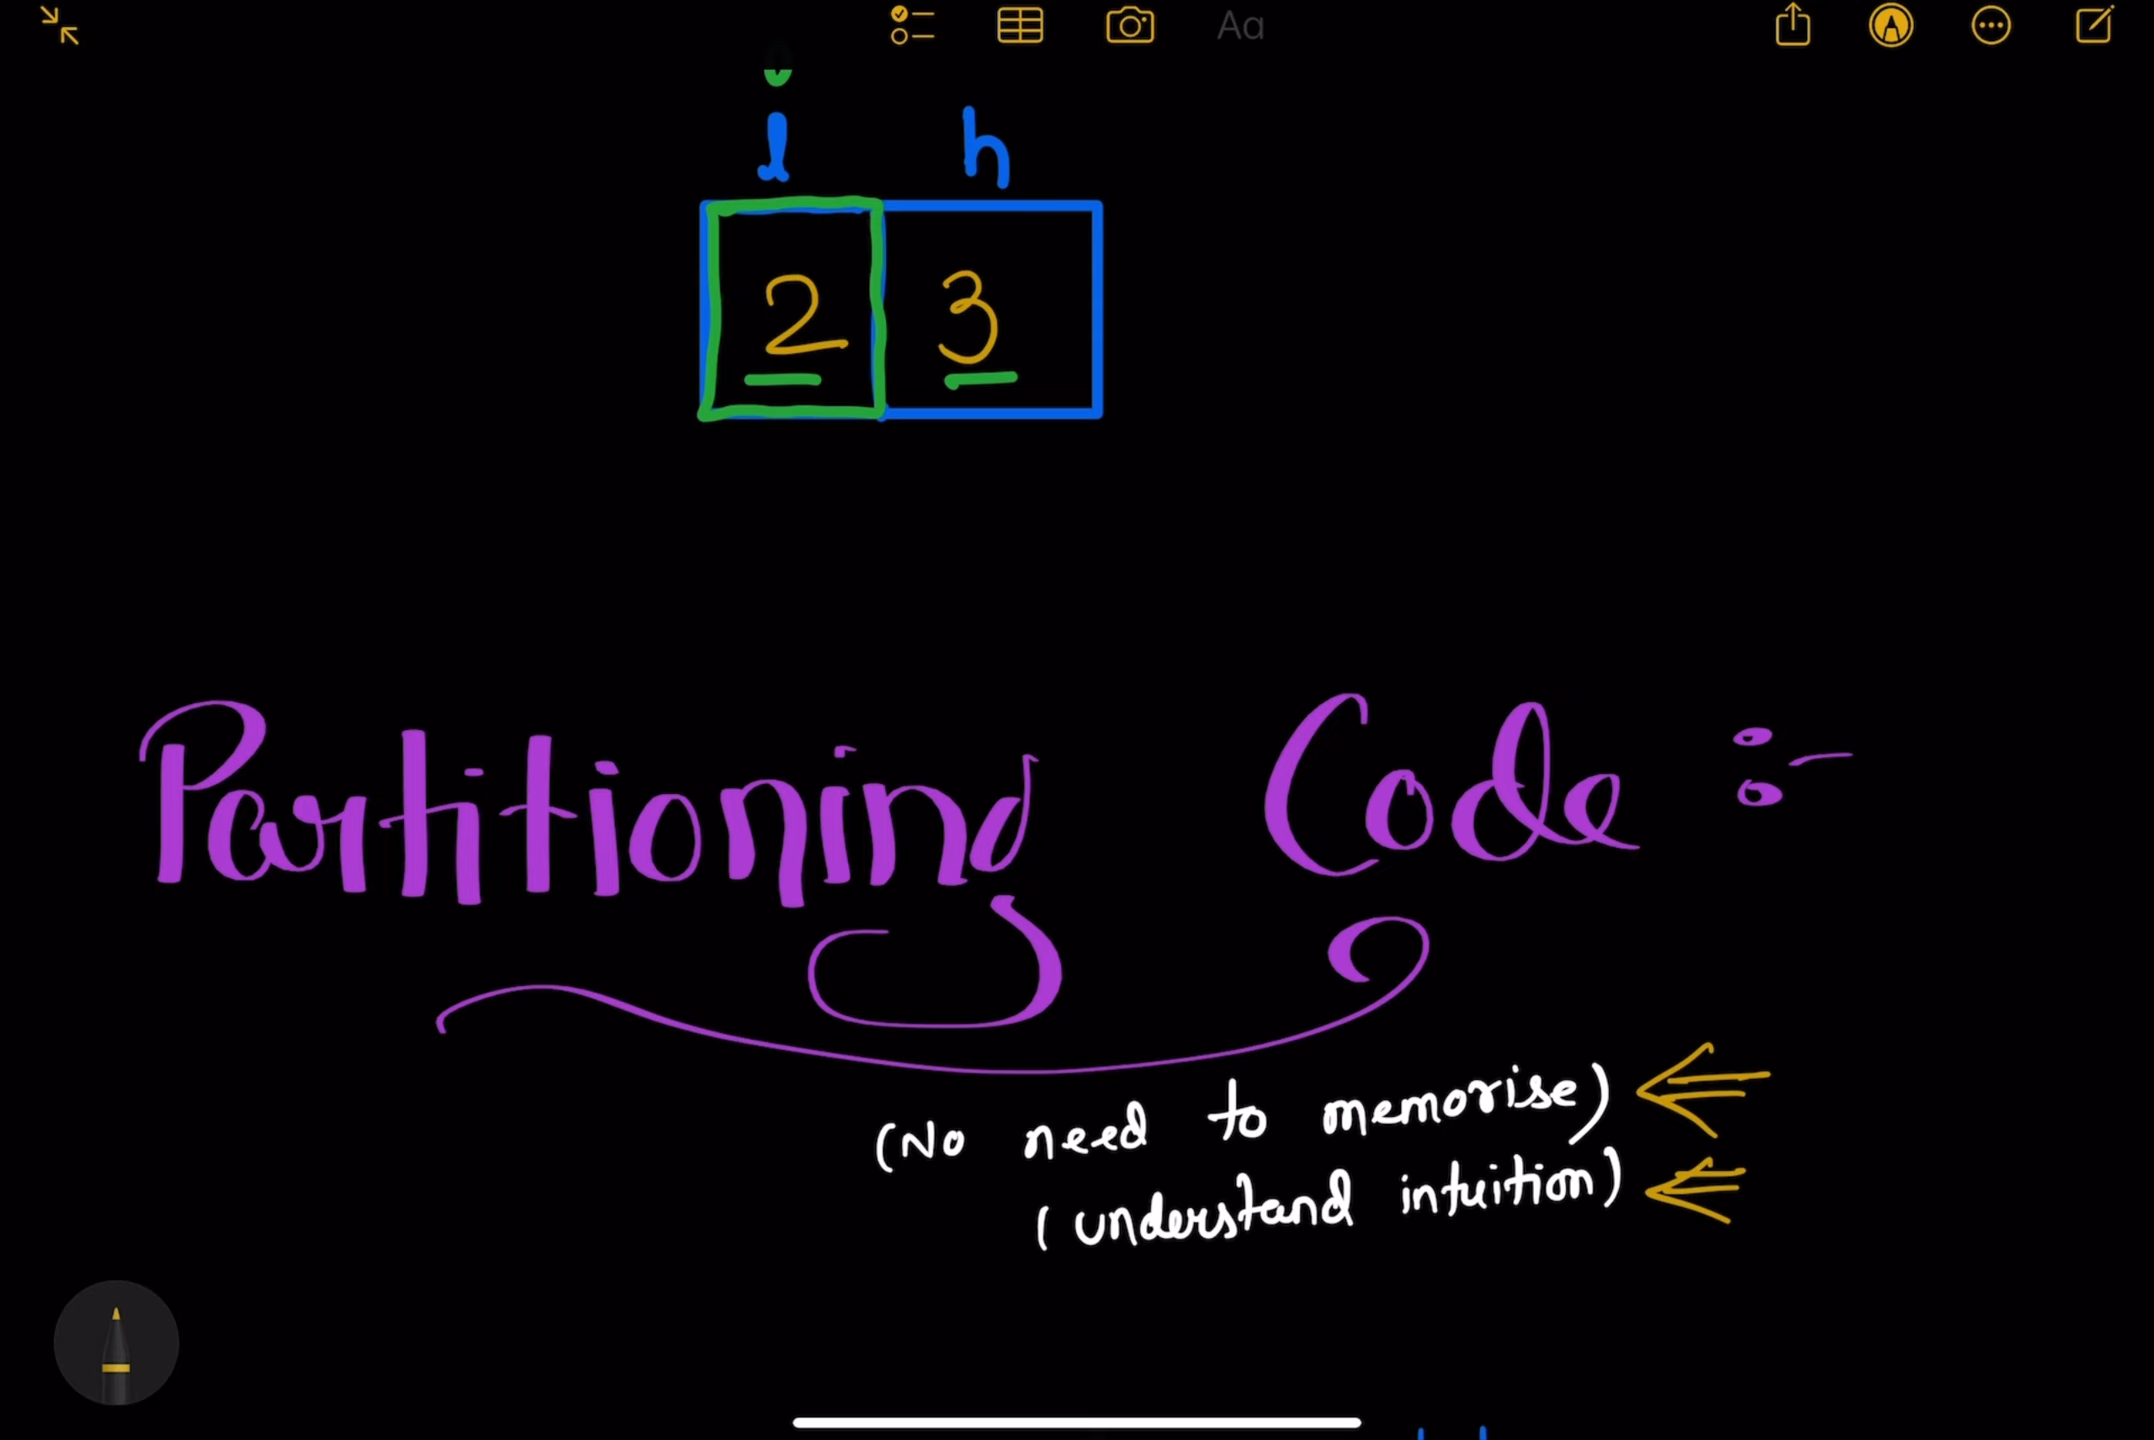 Aa
l h
2 3
Partitioning Code :-
(No need to memorise)
(understand intuition)